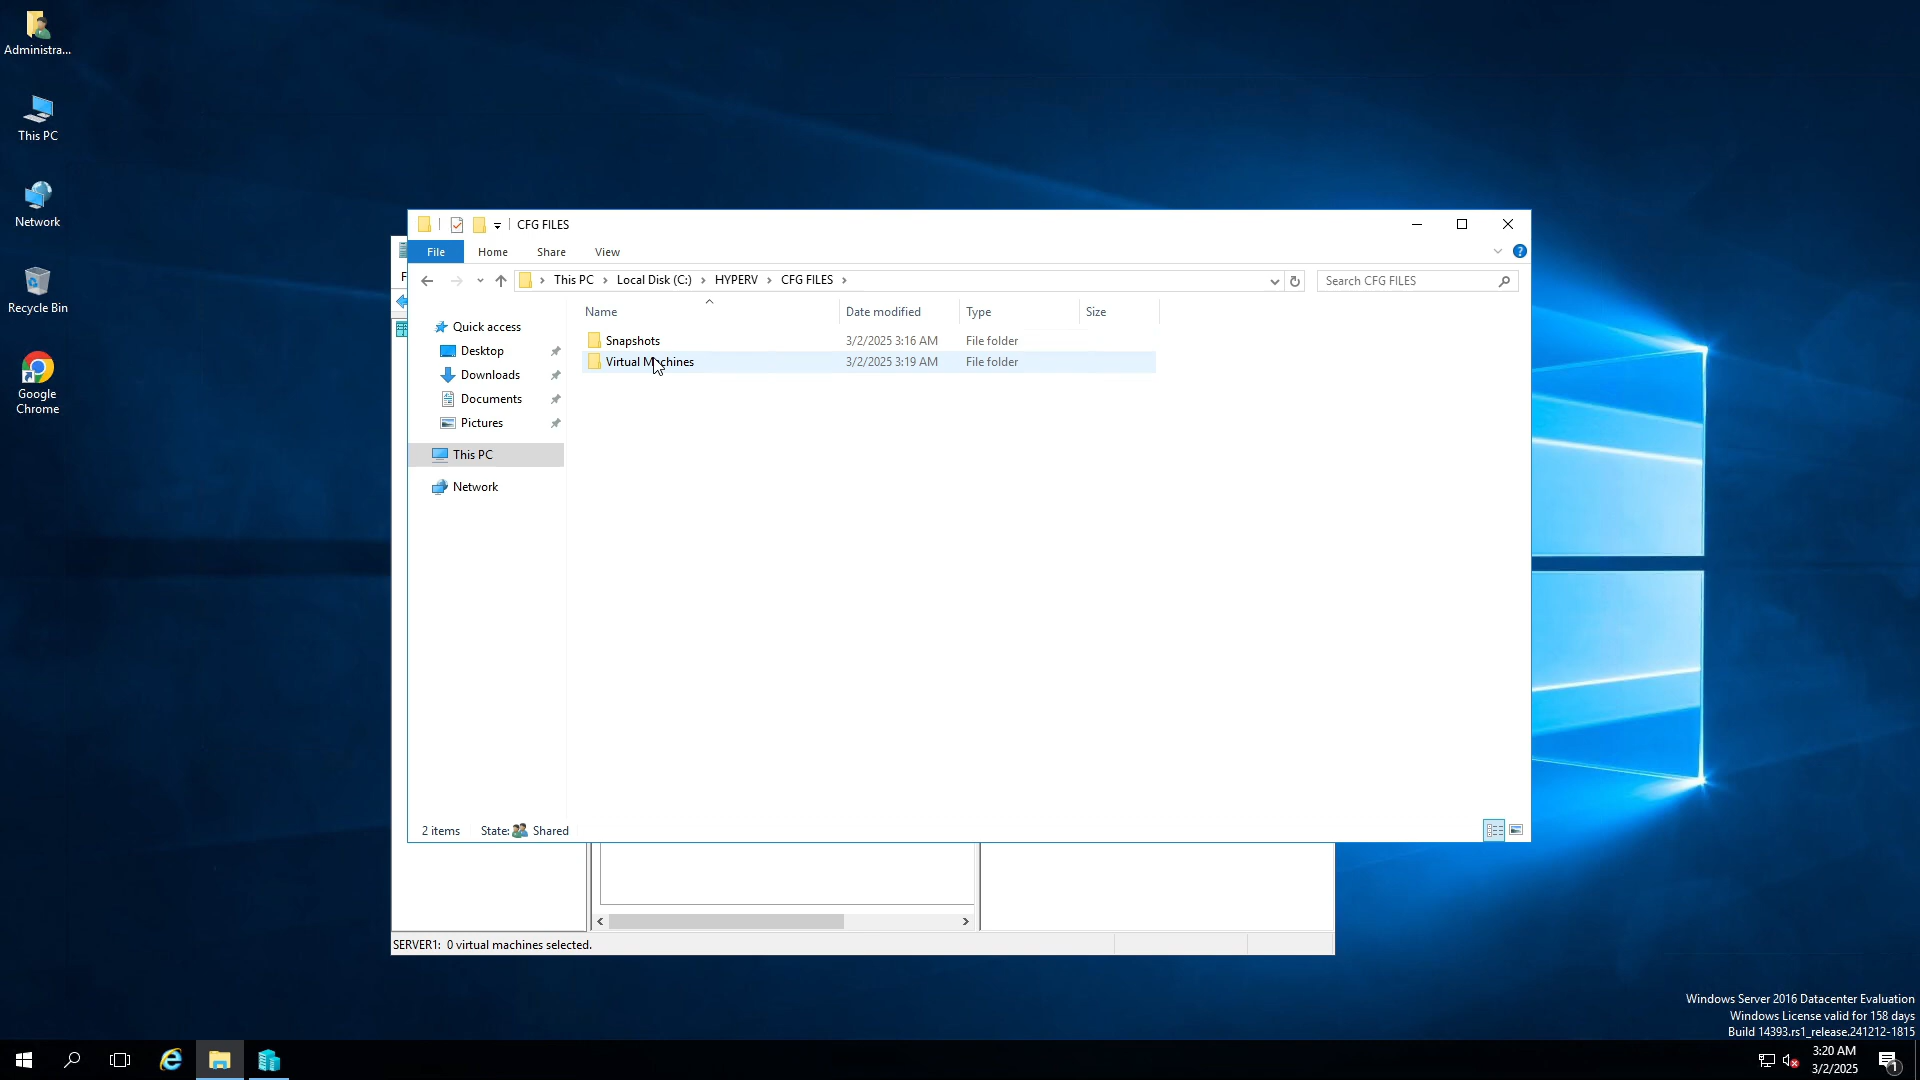 Administra...
This PC
Network
Recycle Bin
Google
Chrome
CFG FILES
File
Home
Share
View
This PC
Local Disk (C:)
HYPERV
CFG FILES
Search CFG FILES
Name
Date modified
Type
Size
Quick access
Desktop
Downloads
Documents
Pictures
This PC
Network
Snapshots 3/2/2025 3:16 AM File folder
Virtual Machines 3/2/2025 3:19 AM File folder
2 items
State: Shared
F
SERVER1: 0 virtual machines selected.
Windows Server 2016 Datacenter Evaluation
Windows License valid for 158 days
Build 14393.rs1_release.241212-1815
3:20 AM
3/2/2025
1